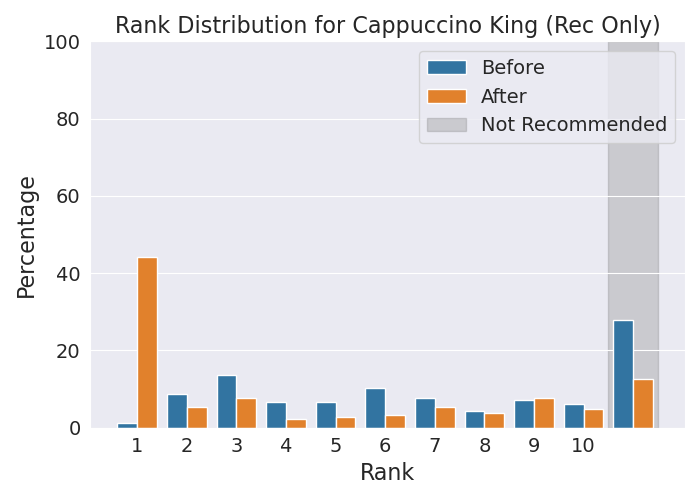 Rank Distribution for Cappuccino King (Rec Only)
100
80
60
40
20
0
Percentage
Before
After
Not Recommended
1 2 3 4 5 6 7 8 9 10
Rank